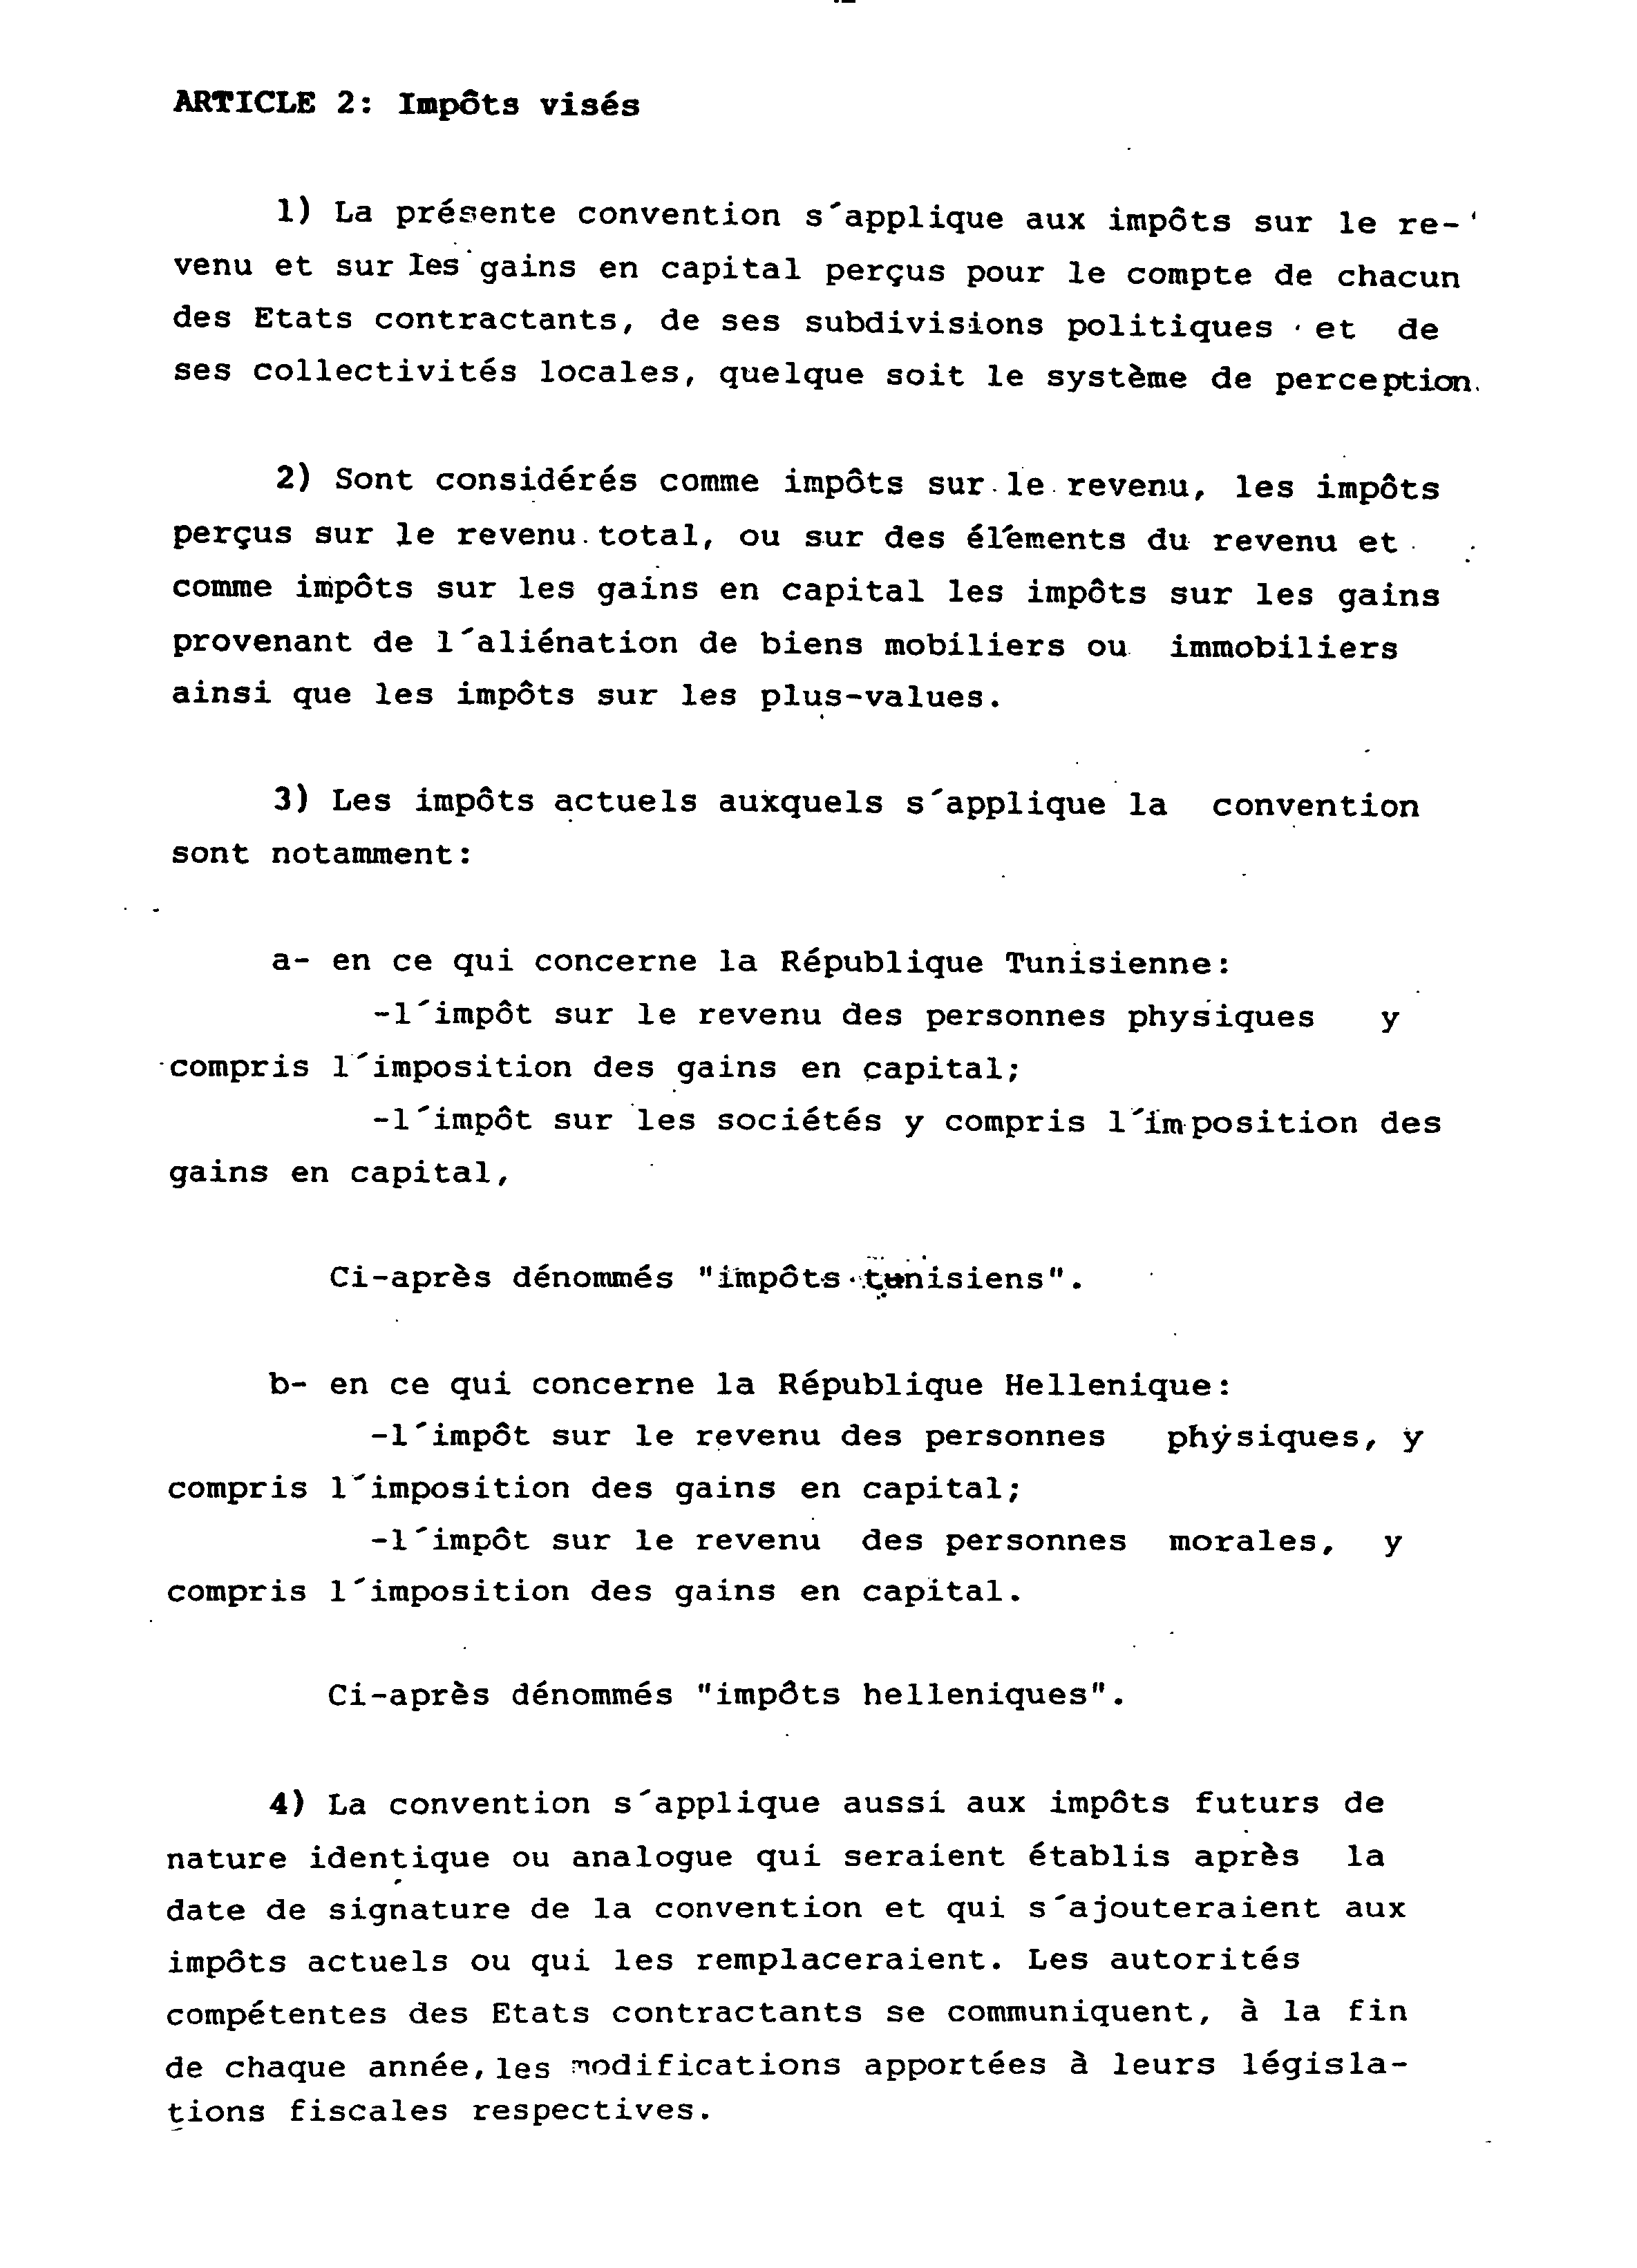 ARTICLE 2: Impôts visés
1) La présente convention s'applique aux impôts sur le re-
venu et sur les gains en capital perçus pour le compte de chacun
des Etats contractants, de ses subdivisions politiques et de
ses collectivités locales, quelque soit le système de perception.
2) Sont considérés comme impôts sur le revenu, les impôts
perçus sur le revenu total, ou sur des éléments du revenu et
comme impôts sur les gains en capital les impôts sur les gains
provenant de l'aliénation de biens mobiliers ou immobiliers
ainsi que les impôts sur les plus-values.
3) Les impôts actuels auxquels s'applique la convention
sont notamment:
a- en ce qui concerne la République Tunisienne:
-l'impôt sur le revenu des personnes physiques y
compris l'imposition des gains en capital;
-l'impôt sur les sociétés y compris l'imposition des
gains en capital,
Ci-après dénommés "impôts tunisiens".
b- en ce qui concerne la République Hellenique:
-l'impôt sur le revenu des personnes physiques, y
compris l'imposition des gains en capital;
-l'impôt sur le revenu des personnes morales, y
compris l'imposition des gains en capital.
Ci-après dénommés "impôts helleniques".
4) La convention s'applique aussi aux impôts futurs de
nature identique ou analogue qui seraient établis après la
date de signature de la convention et qui s'ajouteraient aux
impôts actuels ou qui les remplaceraient. Les autorités
compétentes des Etats contractants se communiquent, à la fin
de chaque année, les modifications apportées à leurs législa-
tions fiscales respectives.